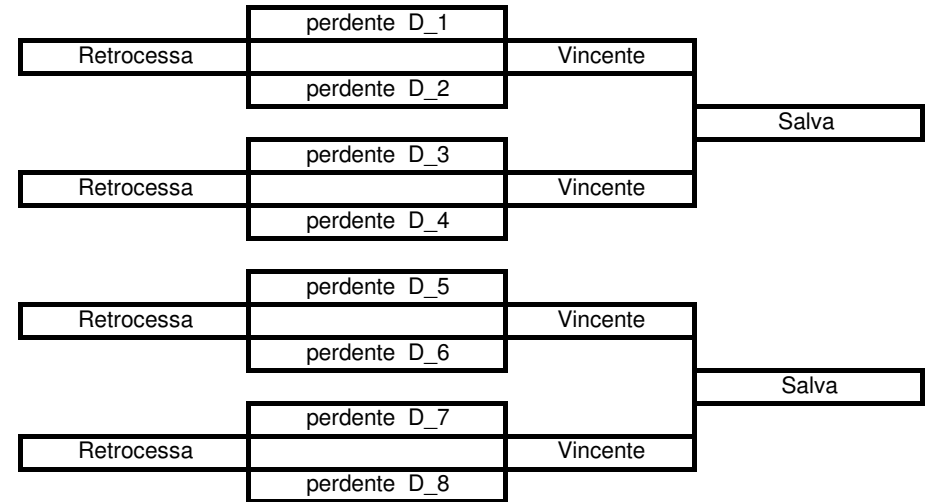 perdente D_1
Retrocessa Vincente
perdente D_2
Salva
perdente D_3
Retrocessa Vincente
perdente D_4
perdente D_5
Retrocessa Vincente
perdente D_6
Salva
perdente D_7
Retrocessa Vincente
perdente D_8